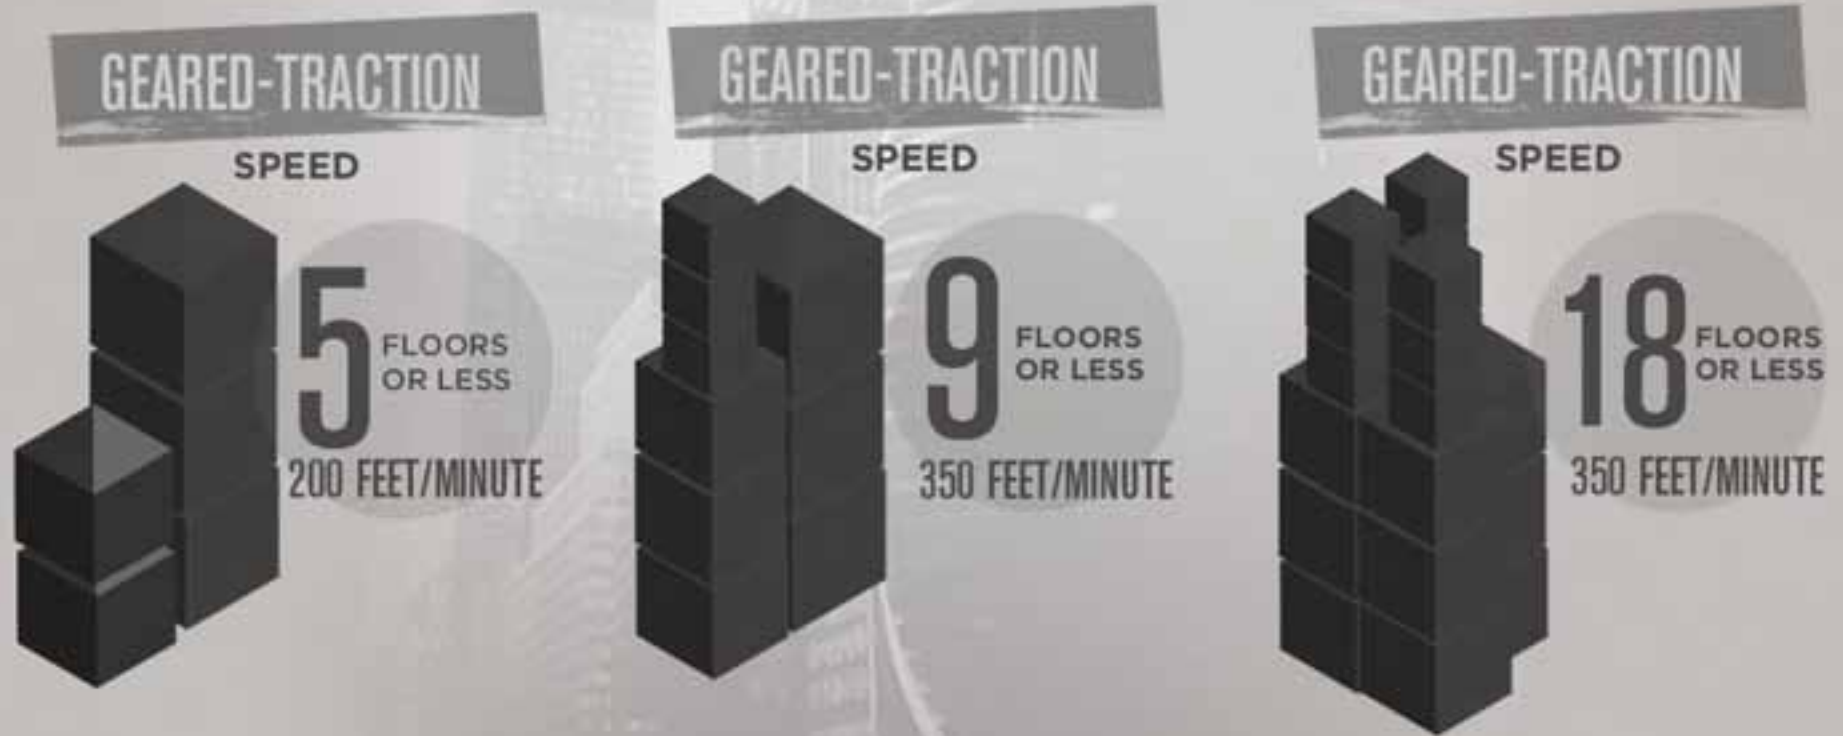 GEARED-TRACTION
SPEED
5 FLOORS
OR LESS
200 FEET/MINUTE
GEARED-TRACTION
SPEED
9 FLOORS
OR LESS
350 FEET/MINUTE
GEARED-TRACTION
SPEED
18 FLOORS
OR LESS
350 FEET/MINUTE